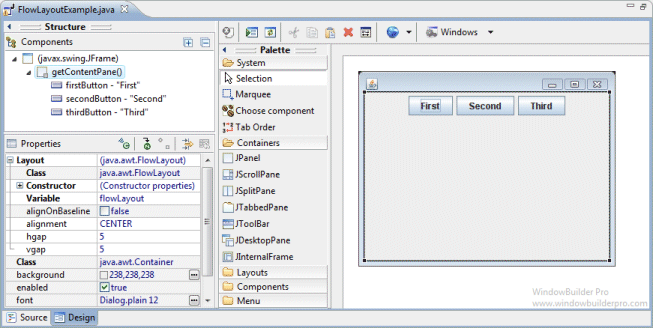 FlowLayoutExample.java
Structure
Components
(javax.swing.JFrame)
getContentPane()
firstButton - "First"
secondButton - "Second"
thirdButton - "Third"
Properties
Layout (java.awt.FlowLayout)
Class java.awt.FlowLayout
Constructor (Constructor properties)
Variable flowLayout
alignOnBaseline false
alignment CENTER
hgap 5
vgap 5
Class java.awt.Container
background 238,238,238
enabled true
font Dialog.plain 12
Source Design
Palette
System
Selection
Marquee
Choose component
Tab Order
Containers
JPanel
JScrollPane
JSplitPane
JTabbedPane
JToolBar
JDesktopPane
JInternalFrame
Layouts
Components
Menu
Windows
First Second Third
WindowBuilder Pro
www.windowbuilderpro.com